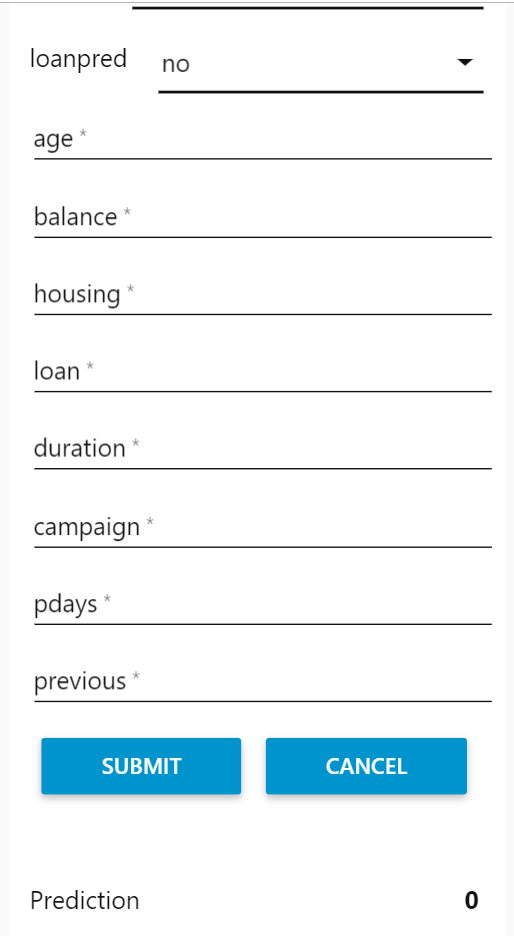 loanpred no
age *
balance *
housing *
loan *
duration *
campaign *
pdays *
previous *
SUBMIT CANCEL
Prediction 0